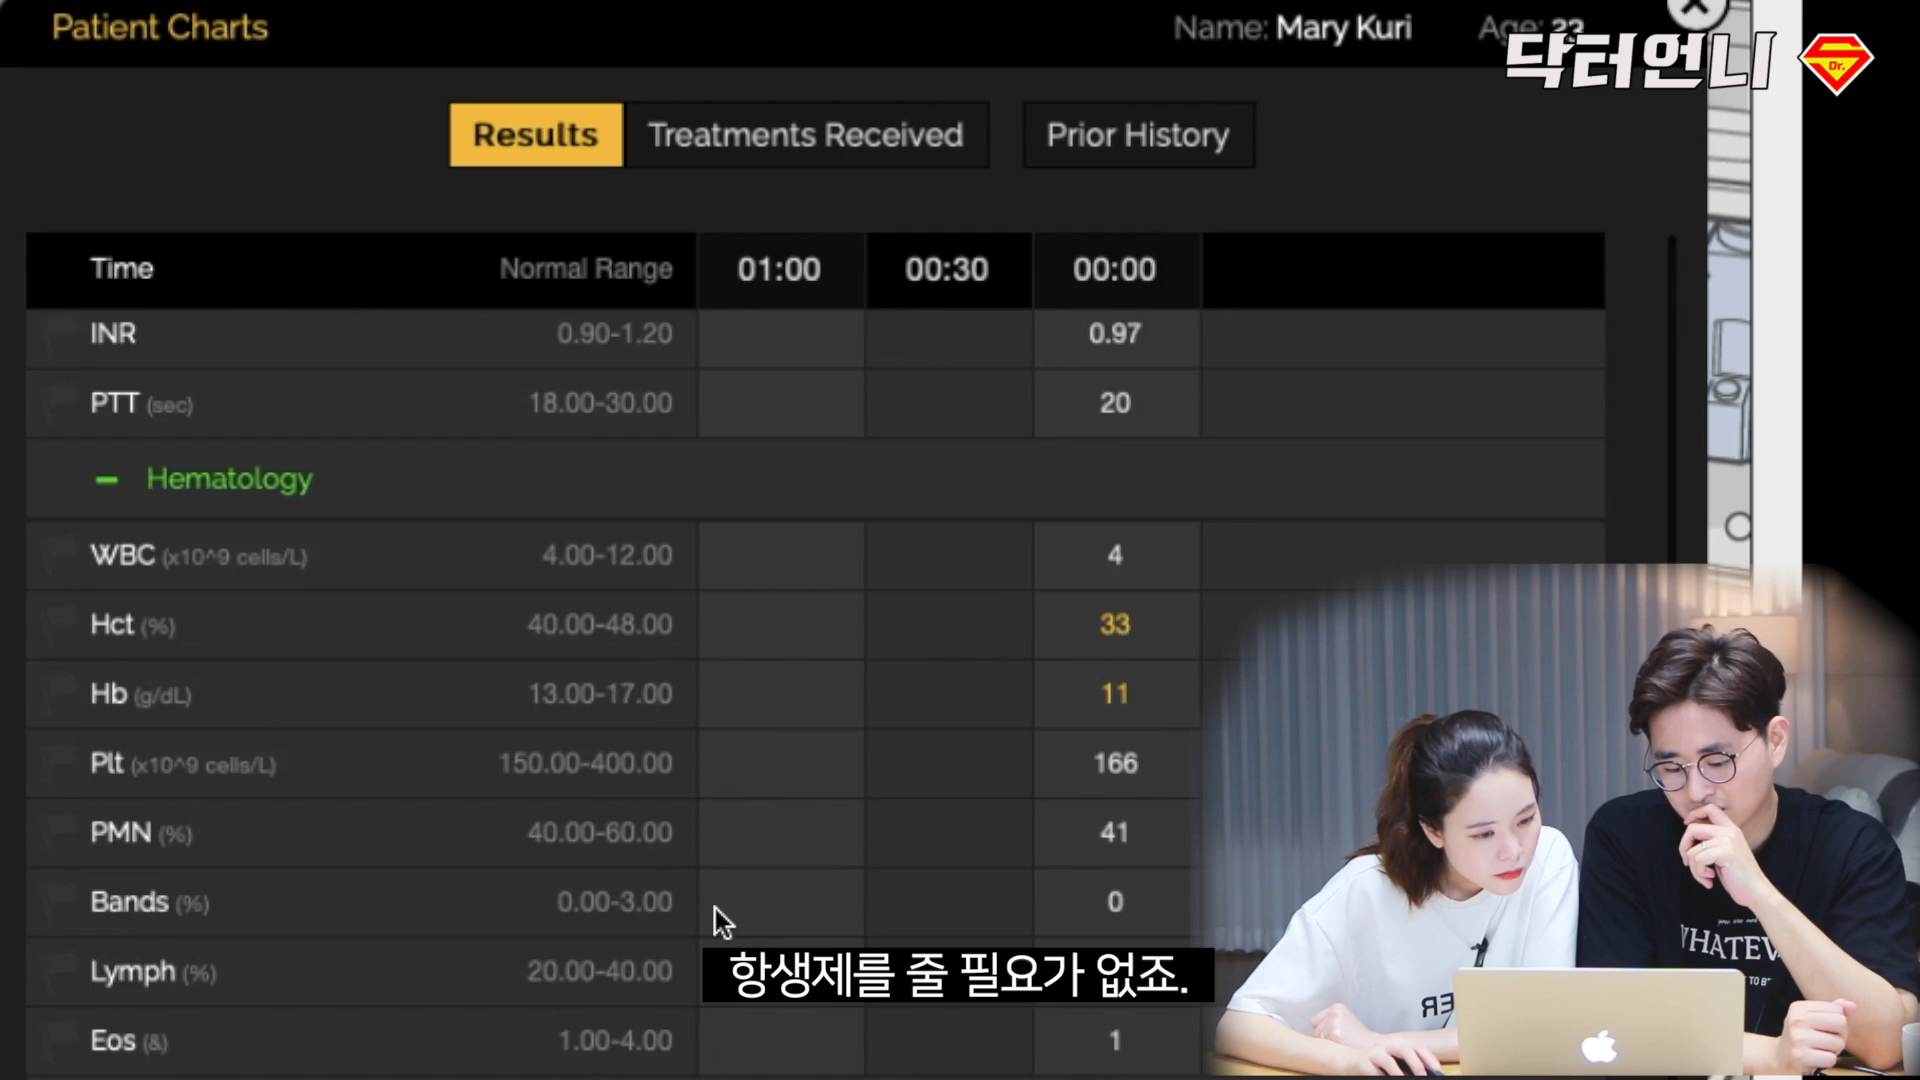 Patient Charts
Name: Mary Kuri
Age: 23
닥터언니
Dr.
Results
Treatments Received
Prior History
Time Normal Range 01:00 00:30 00:00
INR 0.90-1.20 0.97
PTT (sec) 18.00-30.00 20
Hematology
WBC (x10^9 cells/L) 4.00-12.00 4
Hct (%) 40.00-48.00 33
Hb (g/dL) 13.00-17.00 11
Plt (x10^9 cells/L) 150.00-400.00 166
PMN (%) 40.00-60.00 41
Bands (%) 0.00-3.00 0
Lymph (%) 20.00-40.00
Eos (&) 1.00-4.00 1
항생제를 줄 필요가 없죠.
WHATEV